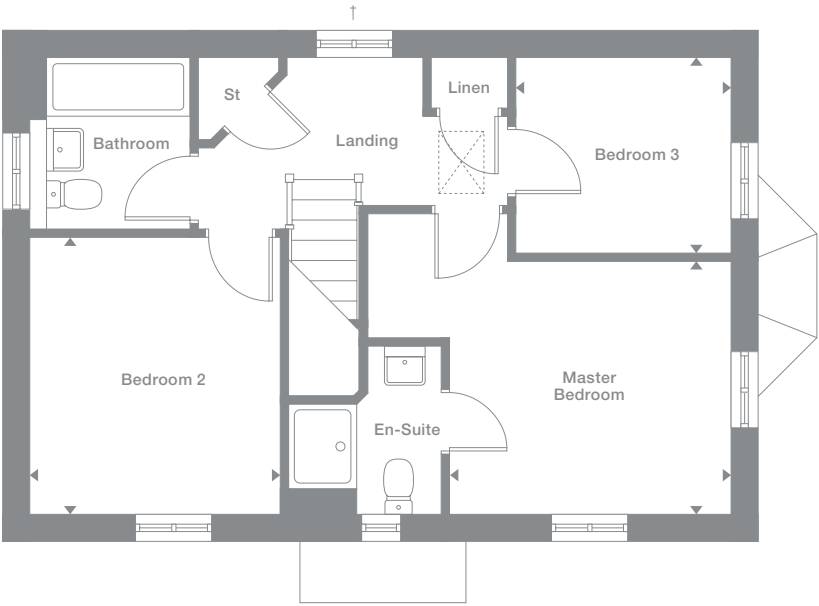 †
St
Linen
Bathroom
Landing
Bedroom 3
Bedroom 2
Master
Bedroom
En-Suite